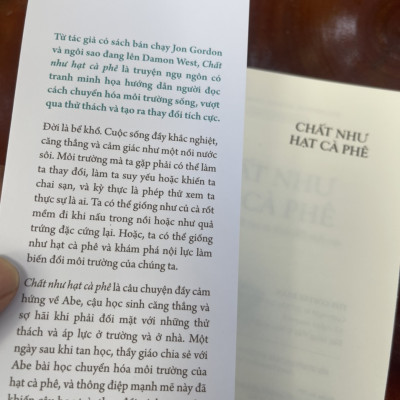 Từ tác giả có sách bán chạy Jon Gordon
và ngôi sao đang lên Damon West, Chất
như hạt cà phê là truyện ngụ ngôn có
tranh minh họa hướng dẫn người đọc
cách chuyển hóa môi trường sống, vượt
qua thử thách và tạo ra thay đổi tích cực.
Đời là bể khổ. Cuộc sống đầy khắc nghiệt,
căng thẳng và cảm giác như một nồi nước
sôi. Môi trường mà ta gặp phải có thể làm
ta thay đổi, làm ta suy yếu hoặc khiến ta
chai sạn, và kỳ thực là phép thử xem ta
thực sự là ai. Ta có thể giống như củ cà rốt
mềm đi khi nấu trong nồi hoặc như quả
trứng đặc cứng lại. Hoặc, ta có thể giống
như hạt cà phê và khám phá nội lực làm
biến đổi môi trường của chúng ta.
Chất như hạt cà phê là câu chuyện đầy cảm
hứng về Abe, cậu học sinh căng thẳng và
sợ hãi khi phải đối mặt với những thử
thách và áp lực ở trường và ở nhà. Một
ngày sau khi tan học, thầy giáo chia sẻ với
Abe bài học chuyển hóa môi trường của
hạt cà phê, và thông điệp mạnh mẽ này đã
CHẤT NHƯ
HẠT CÀ PHÊ